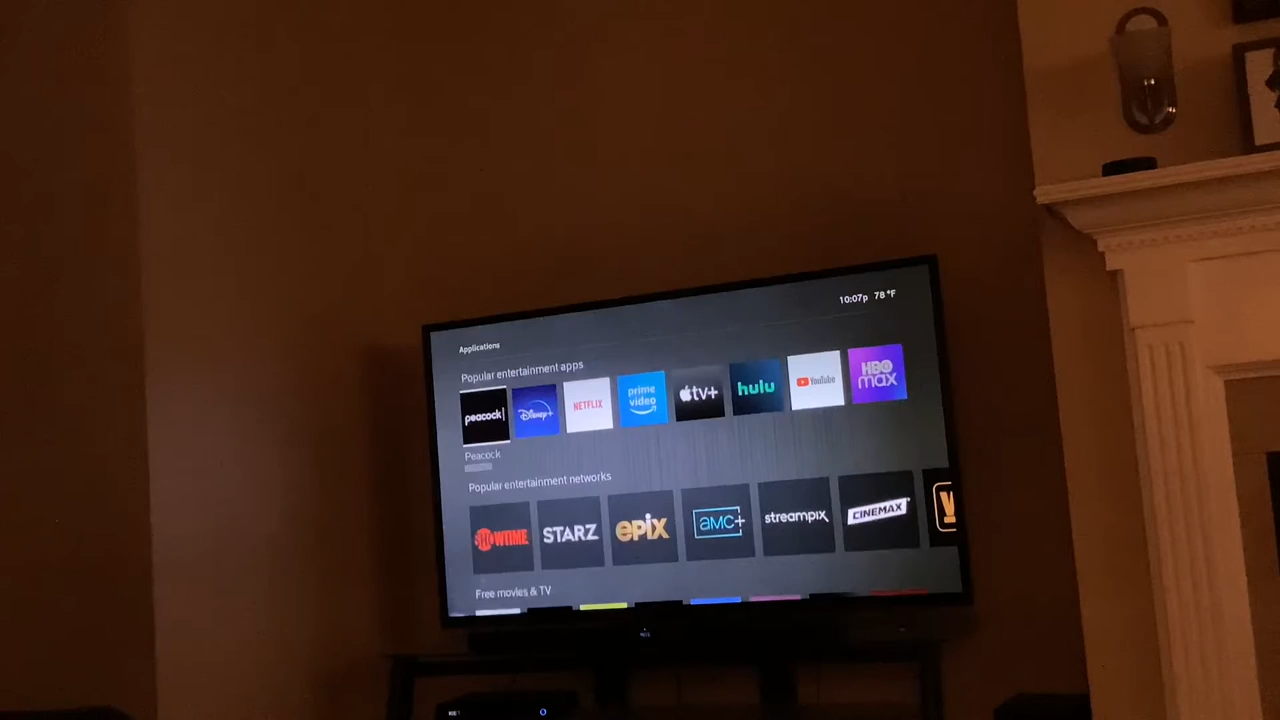 10:07p 78 °F
Applications
Popular entertainment apps
peacock Disney+ NETFLIX prime video tv+ hulu YouTube HBO max
Peacock
Popular entertainment networks
SHOWTIME STARZ epix aMC+ streampix CINEMAX
Free movies & TV